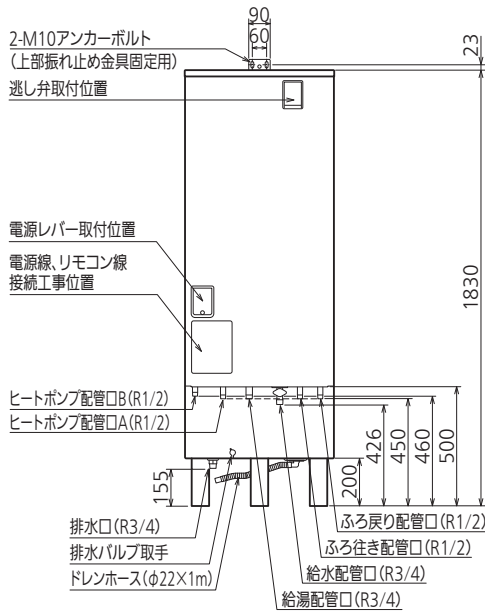 90
60
23
2-M10アンカーボルト
(上部振れ止め金具固定用)
逃し弁取付位置
電源レバー取付位置
電源線、リモコン線
接続工事位置
1830
ヒートポンプ配管口B(R1/2)
ヒートポンプ配管口A(R1/2)
155
200
426
450
460
500
排水口(R3/4)
排水バルブ取手
ドレンホース(φ22×1m)
ふろ戻り配管口(R1/2)
ふろ往き配管口(R1/2)
給水配管口(R3/4)
給湯配管口(R3/4)